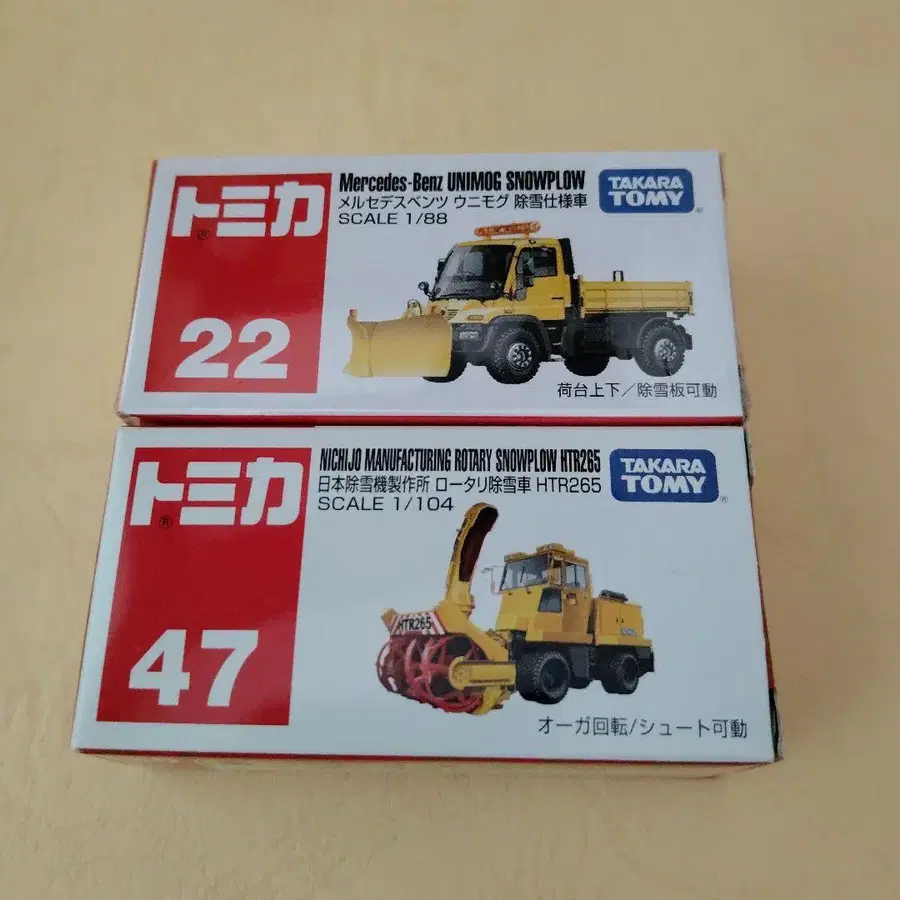 トミカ®
22
Mercedes-Benz UNIMOG SNOWPLOW
メルセデスベンツ ウニモグ 除雪仕様車
SCALE 1/88
TAKARA
TOMY®
荷台上下/除雪板可動
トミカ®
47
NICHIJO MANUFACTURING ROTARY SNOWPLOW HTR265
日本除雪機製作所 ロータリ除雪車 HTR265
SCALE 1/104
TAKARA
TOMY®
HTR265
オーガ回転/シュート可動